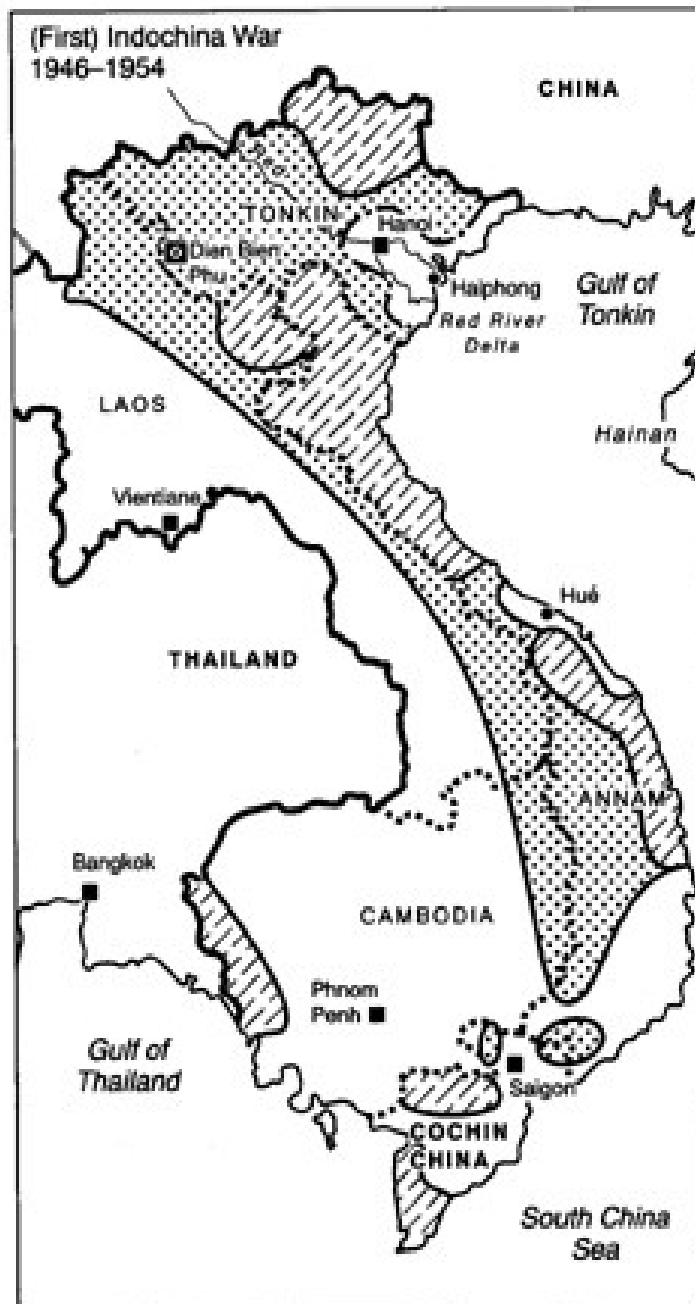 (First) Indochina War
1946–1954
CHINA
Red
TONKIN
Hanoi
Dien Bien
Phu
Haiphong
Gulf of
Tonkin
Red River
Delta
LAOS
Hainan
Vientiane
Hué
THAILAND
ANNAM
Bangkok
CAMBODIA
Phnom
Penh
Gulf of
Thailand
Saigon
COCHIN
CHINA
South China
Sea